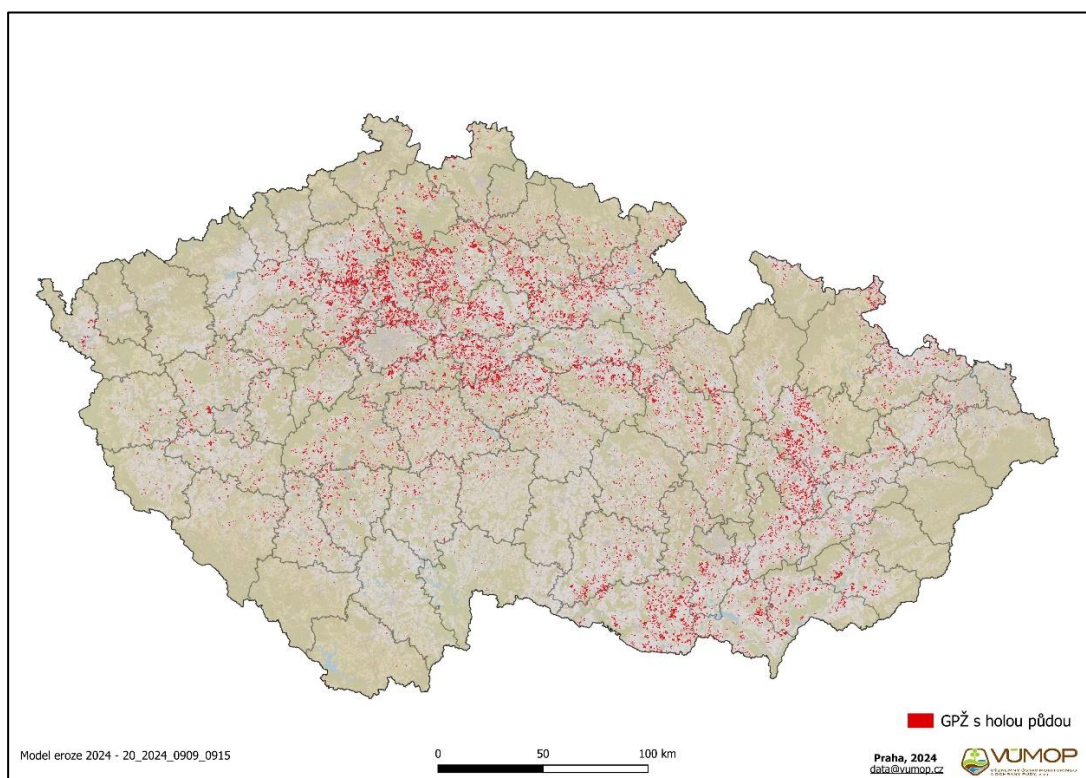 GPŽ s holou půdou
Model eroze 2024 - 20_2024_0909_0915
0 50 100 km
Praha, 2024
data@vumop.cz
VÚMOP